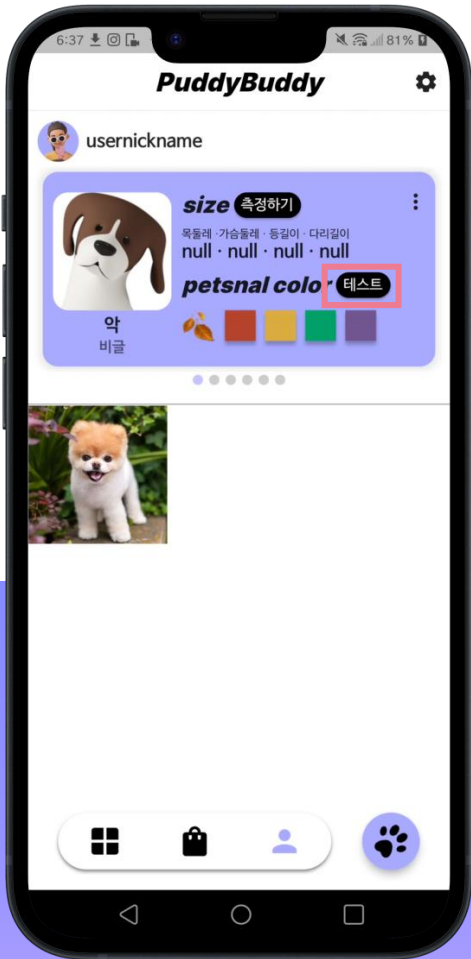 6:37 81%
PuddyBuddy
usernickname
size 측정하기
목둘레 · 가슴둘레 · 등길이 · 다리길이
null · null · null · null
petsnal color 테스트
악
비글